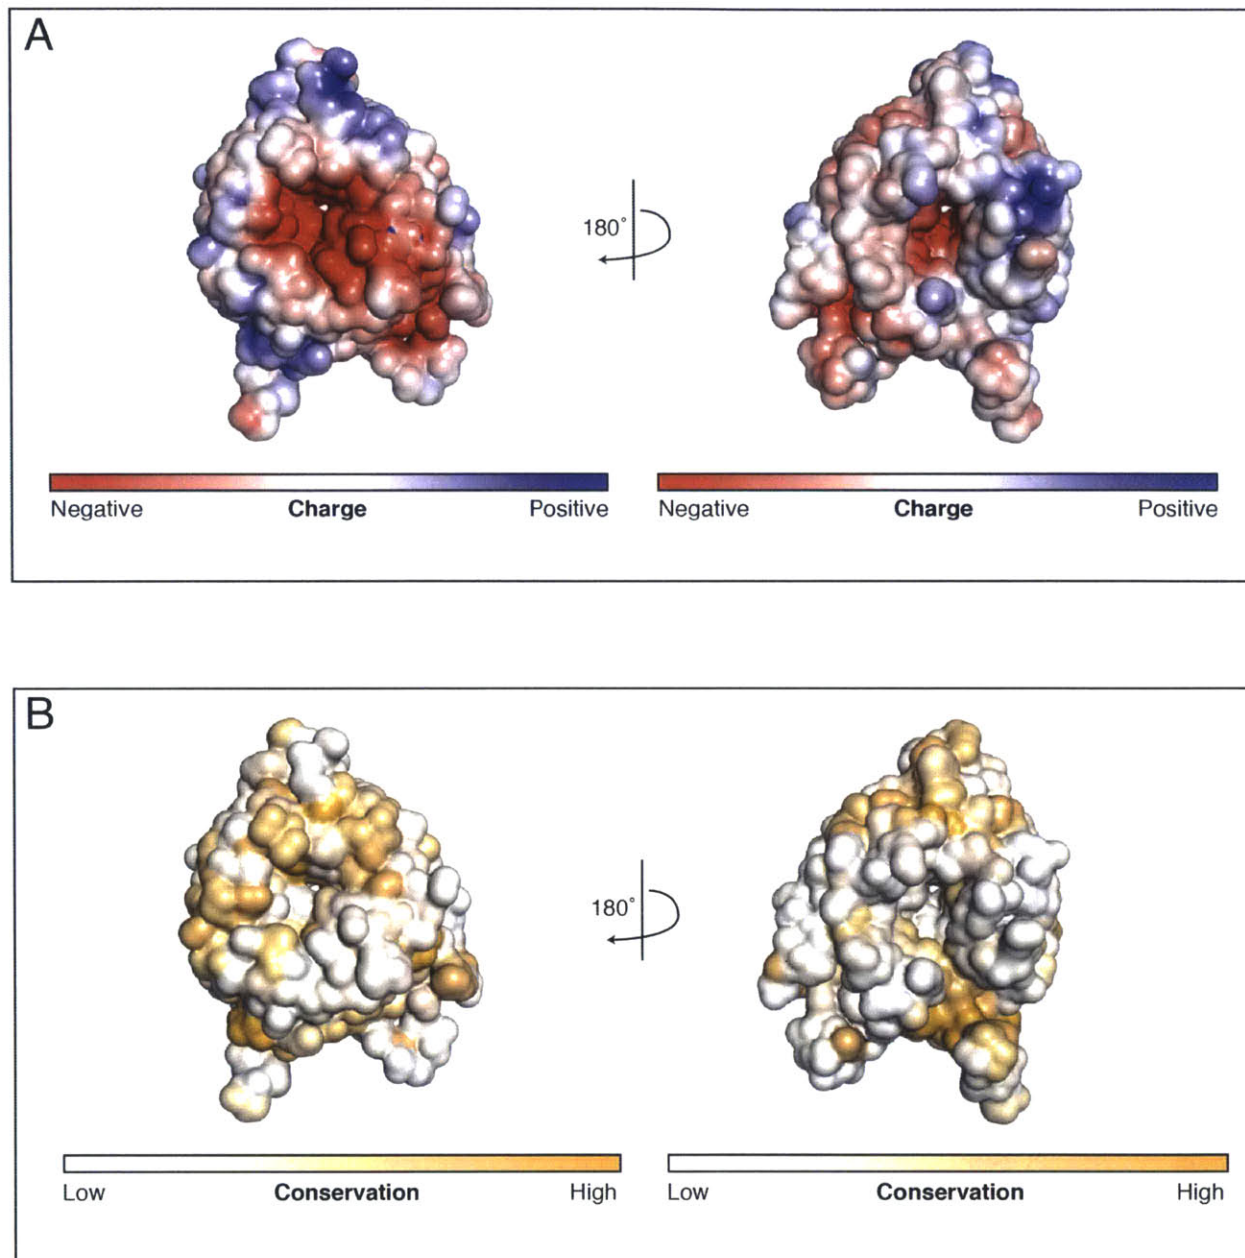 A
180°
Negative Charge Positive
Negative Charge Positive
B
180°
Low Conservation High
Low Conservation High